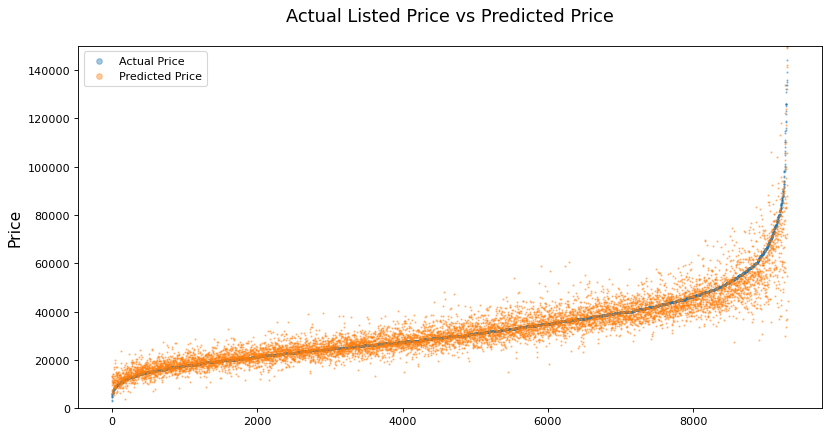 Actual Listed Price vs Predicted Price
Actual Price
Predicted Price
Price
140000
120000
100000
80000
60000
40000
20000
0
0 2000 4000 6000 8000